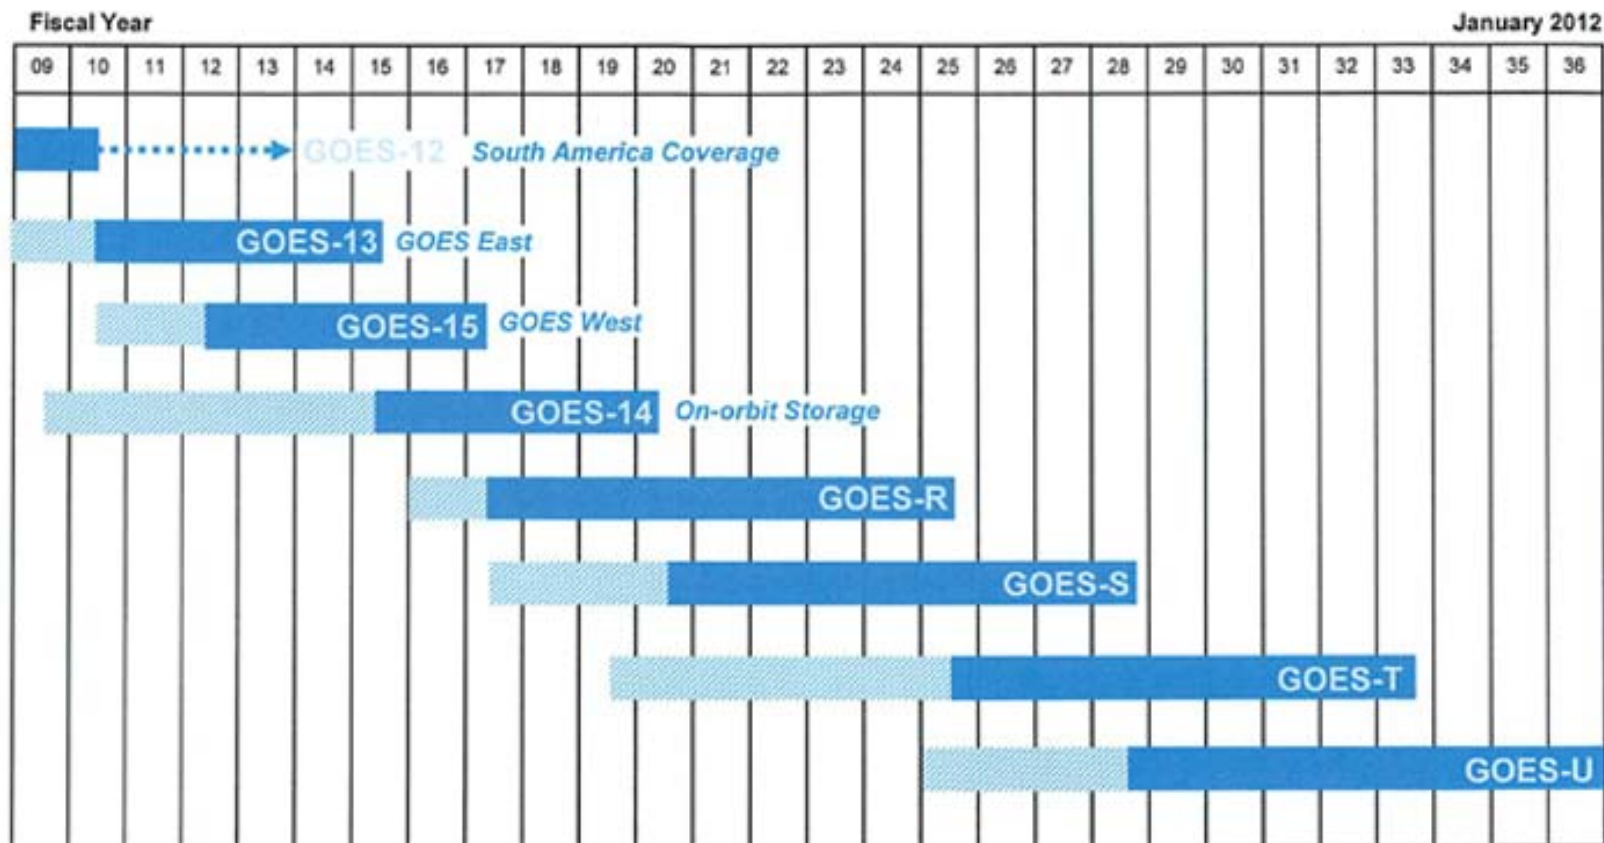 Fiscal Year January 2012
09 10 11 12 13 14 15 16 17 18 19 20 21 22 23 24 25 26 27 28 29 30 31 32 33 34 35 36
GOES-12 South America Coverage
GOES-13 GOES East
GOES-15 GOES West
GOES-14 On-orbit Storage
GOES-R
GOES-S
GOES-T
GOES-U